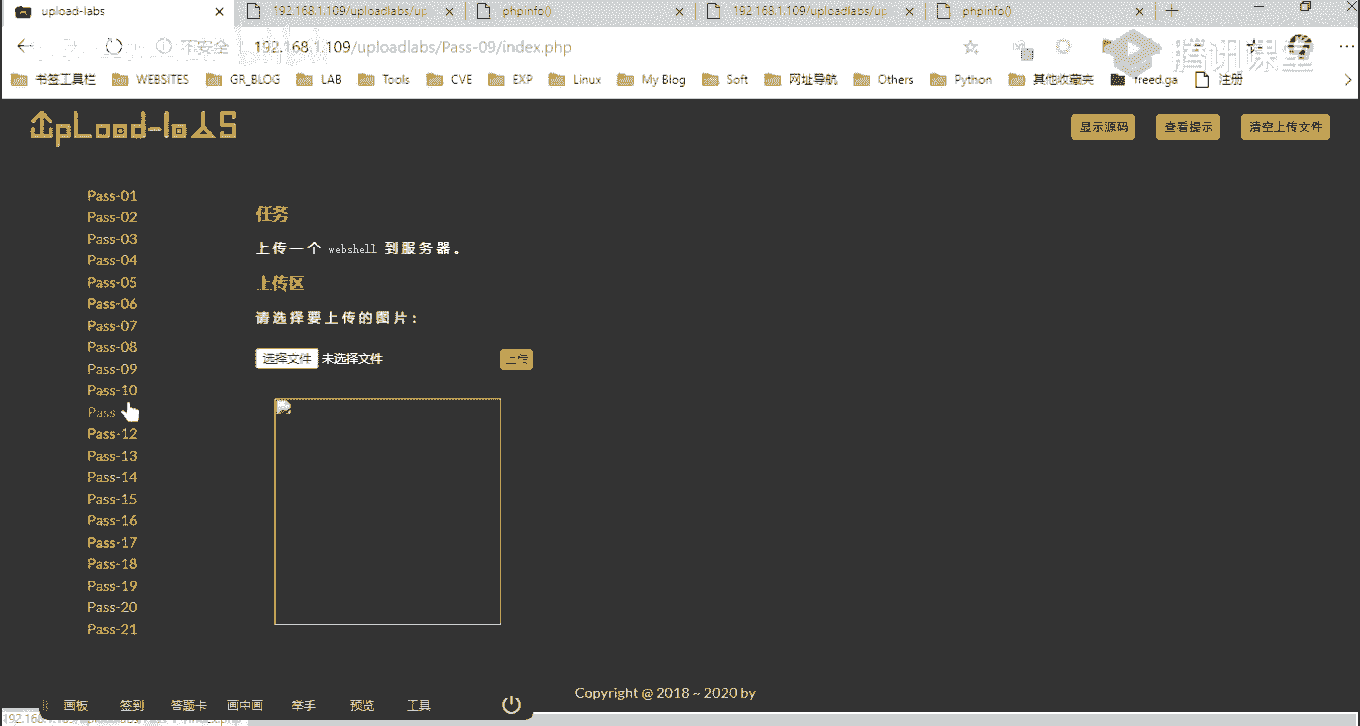 upload-labs
192.168.1.109/uploadlabs/up
phpinfo()
192.168.1.109/uploadlabs/up
phpinfo()
不安全
192.168.1.109/uploadlabs/Pass-09/index.php
腾讯课堂
书签工具栏 WEBSITES GR_BLOG LAB Tools CVE EXP Linux My Blog Soft 网址导航 Others Python 其他收藏夹 freed.ga 注册
upload-labs
显示源码 查看提示 清空上传文件
Pass-01
Pass-02
Pass-03
Pass-04
Pass-05
Pass-06
Pass-07
Pass-08
Pass-09
Pass-10
Pass
Pass-12
Pass-13
Pass-14
Pass-15
Pass-16
Pass-17
Pass-18
Pass-19
Pass-20
Pass-21
任务
上传一个 webshell 到服务器。
上传区
请选择要上传的图片：
选择文件 未选择文件 上传
Copyright @ 2018 ~ 2020 by
画板 签到 答题卡 画中画 举手 预览 工具